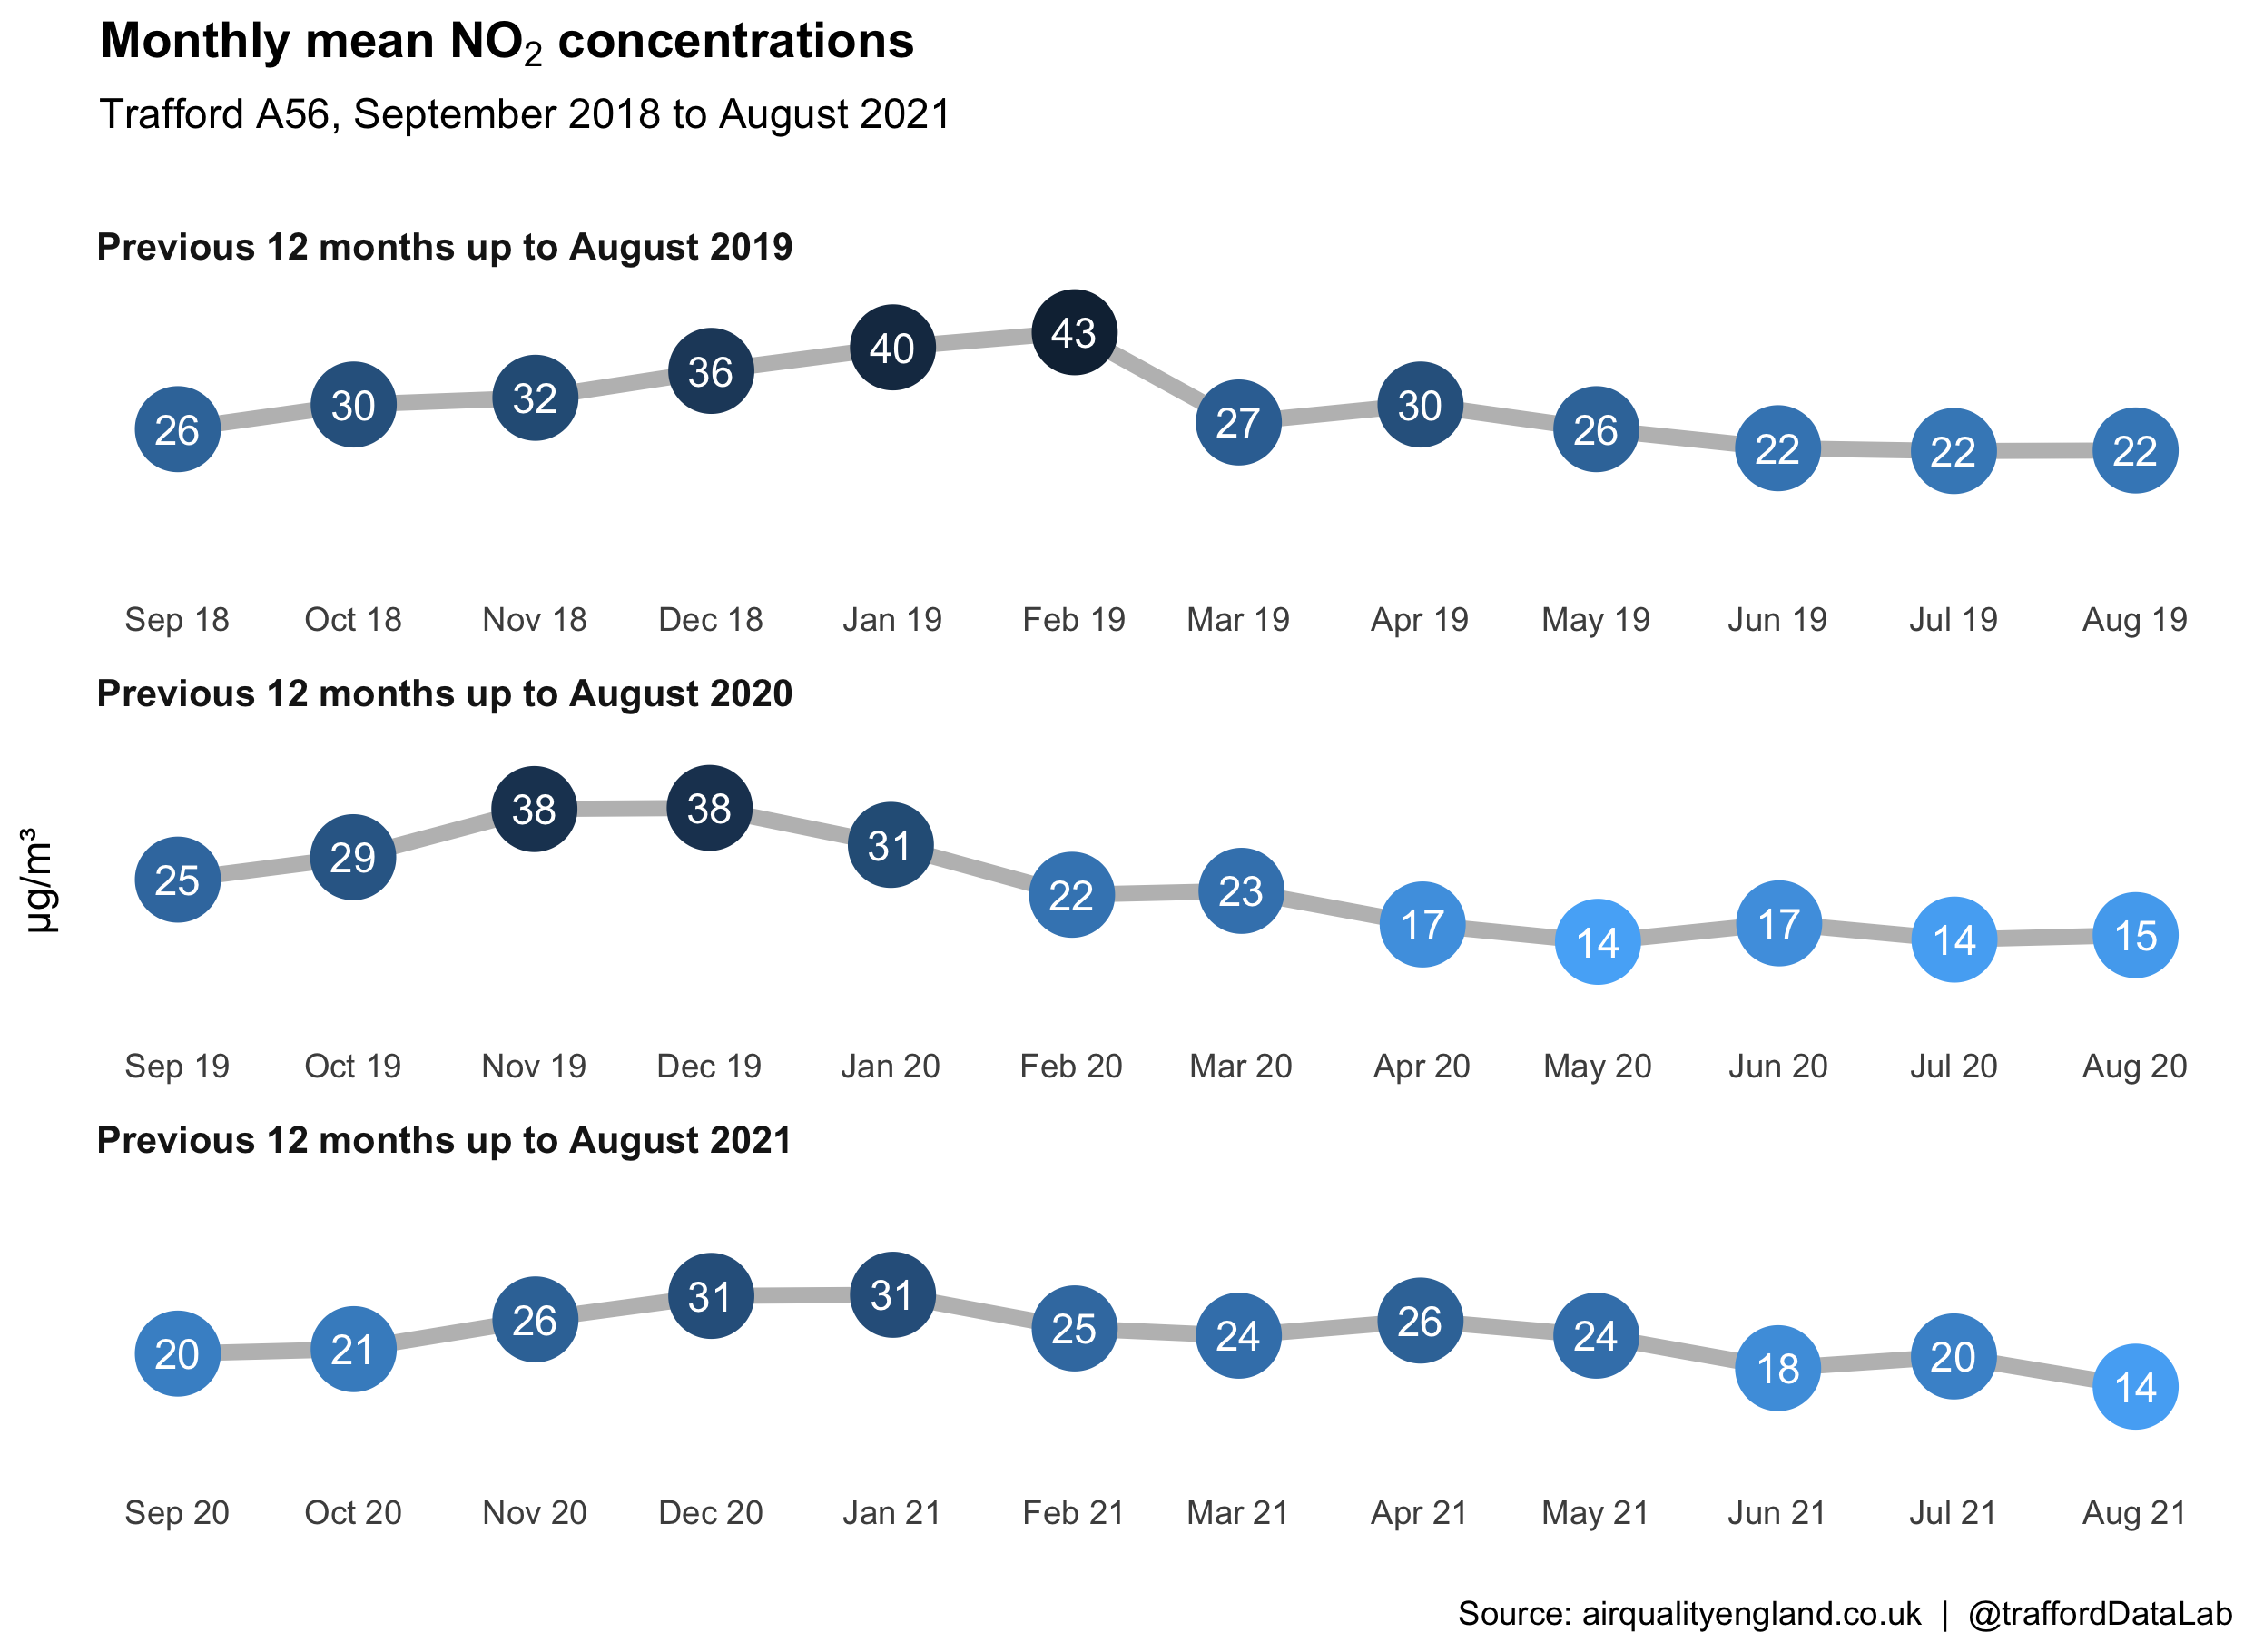 Monthly mean NO₂ concentrations
Trafford A56, September 2018 to August 2021
Previous 12 months up to August 2019
26 30 32 36 40 43 27 30 26 22 22 22
Sep 18 Oct 18 Nov 18 Dec 18 Jan 19 Feb 19 Mar 19 Apr 19 May 19 Jun 19 Jul 19 Aug 19
Previous 12 months up to August 2020
µg/m³
25 29 38 38 31 22 23 17 14 17 14 15
Sep 19 Oct 19 Nov 19 Dec 19 Jan 20 Feb 20 Mar 20 Apr 20 May 20 Jun 20 Jul 20 Aug 20
Previous 12 months up to August 2021
20 21 26 31 31 25 24 26 24 18 20 14
Sep 20 Oct 20 Nov 20 Dec 20 Jan 21 Feb 21 Mar 21 Apr 21 May 21 Jun 21 Jul 21 Aug 21
Source: airqualityengland.co.uk | @traffordDataLab